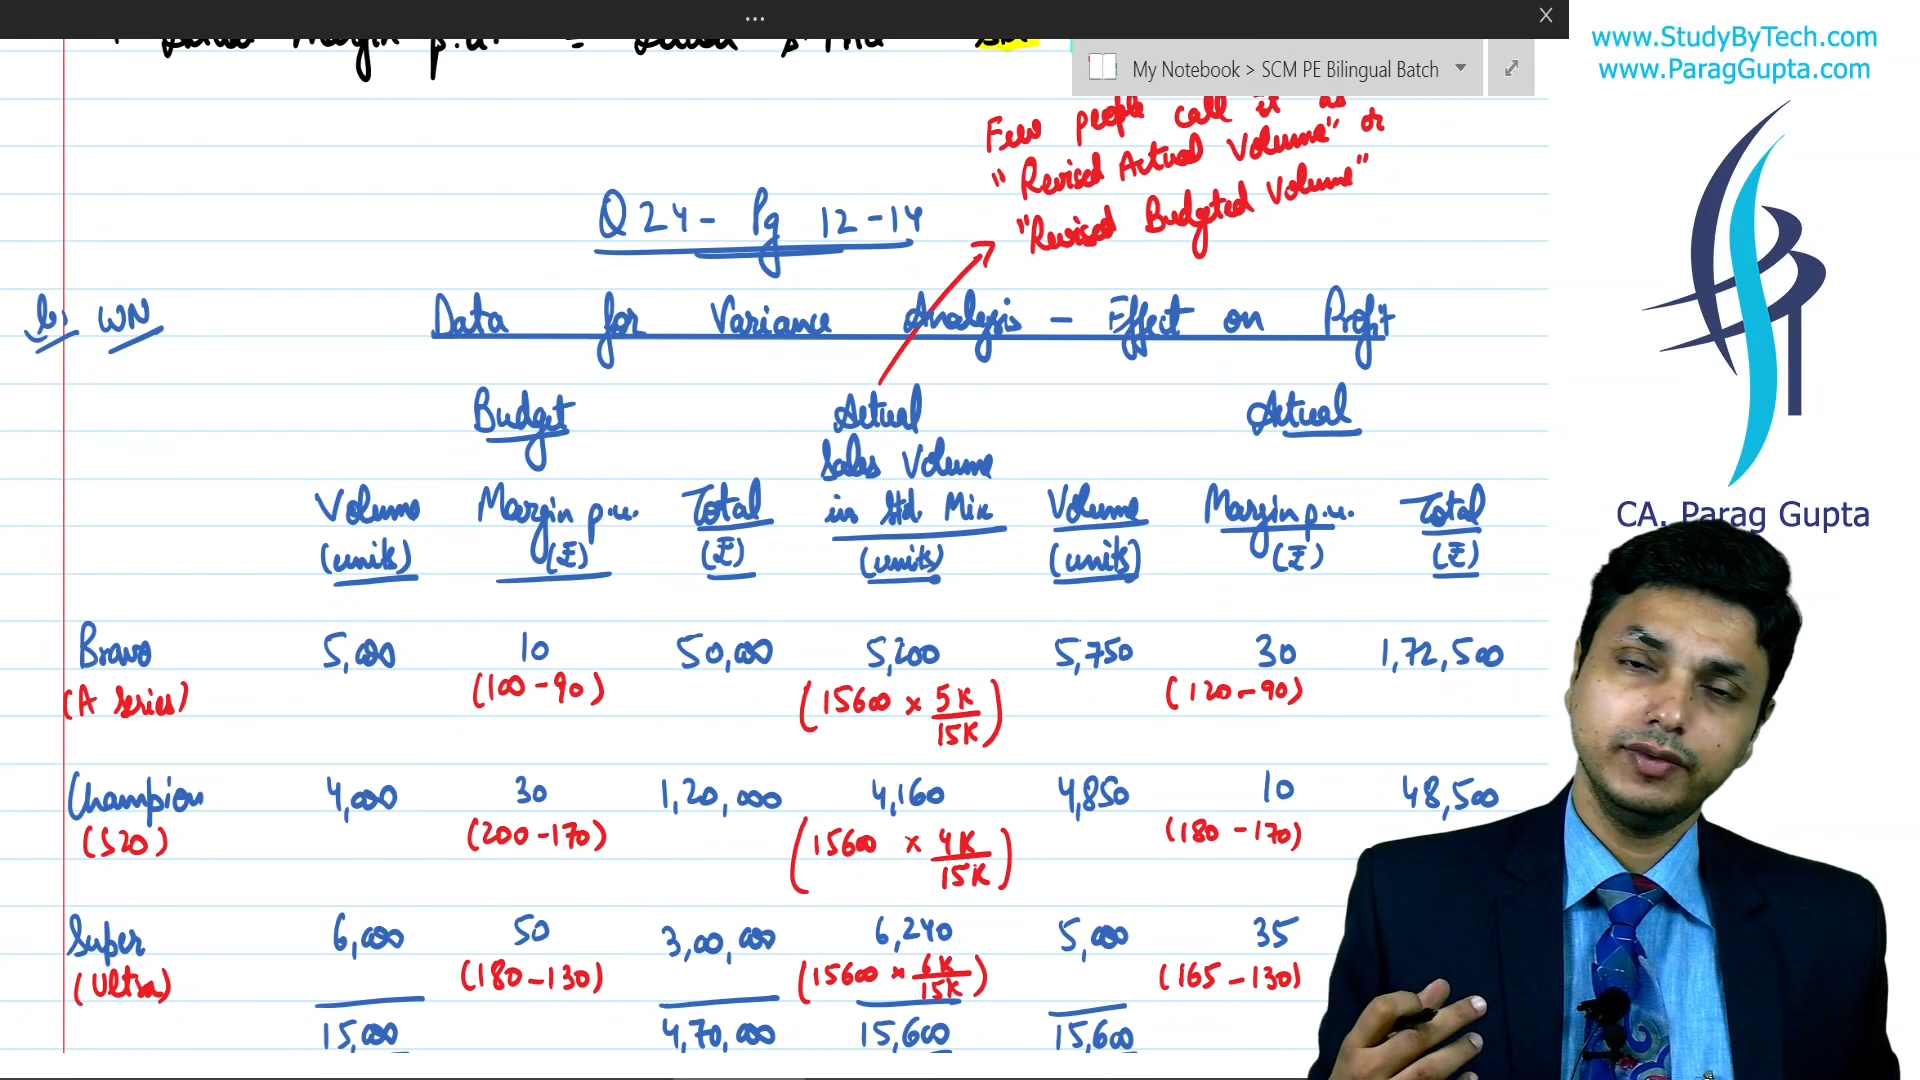 ...
X
www.StudyByTech.com
www.ParagGupta.com
My Notebook > SCM PE Bilingual Batch
Margin p.u. =
Few people call it as
"Revised Actual Volume" or
"Revised Budgeted Volume"
Q 24 - Pg 12-14
WN
Data for Variance Analysis - Effect on Profit
Budget Actual Actual
Sales Volume
Volume Margin p.u. Total in Std. Mix Volume Margin p.u. Total
(units) (₹) (₹) (units) (units) (₹) (₹)
Bravo 5,000 10 50,000 5,200 5,750 30 1,72,500
(A Series) (100-90) (15600 × 5K/15K) (120-90)
Champion 4,000 30 1,20,000 4,160 4,850 10 48,500
(S20) (200-170) (15600 × 4K/15K) (180-170)
Super 6,000 50 3,00,000 6,240 5,000 35
(Ultra) (180-130) (15600 × 6K/15K) (165-130)
15,000 4,70,000 15,600 15,600
CA. Parag Gupta